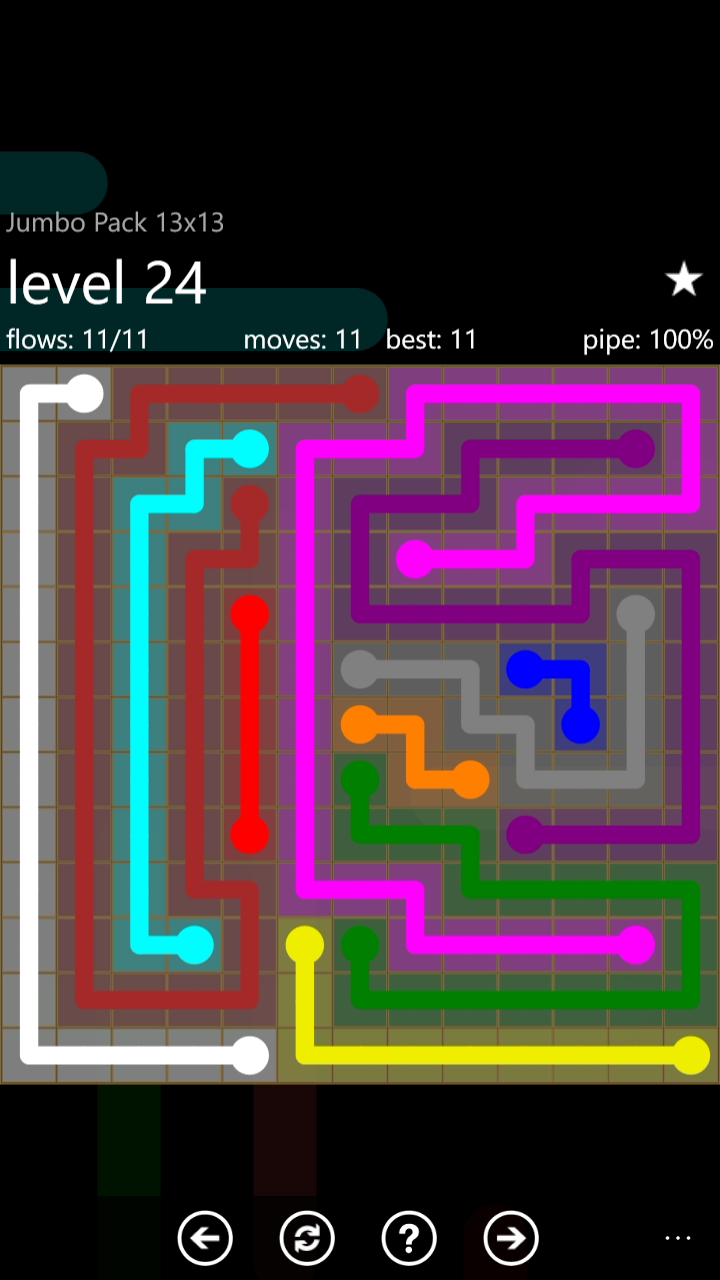 Jumbo Pack 13x13
level 24
flows: 11/11 moves: 11 best: 11 pipe: 100%
?
...